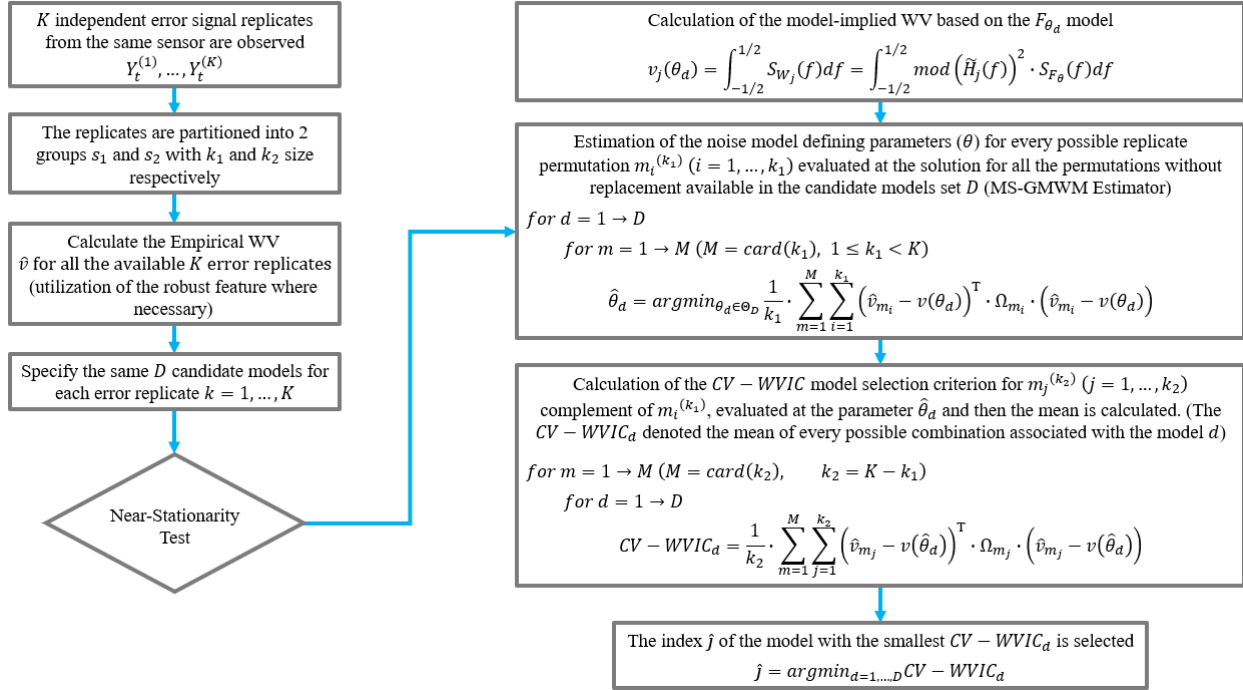 K independent error signal replicates
from the same sensor are observed
Y_t^(1), …, Y_t^(K)
The replicates are partitioned into 2
groups s_1 and s_2 with k_1 and k_2 size
respectively
Calculate the Empirical WV
v̂ for all the available K error replicates
(utilization of the robust feature where
necessary)
Specify the same D candidate models for
each error replicate k = 1, … , K
Near-Stationarity
Test
Calculation of the model-implied WV based on the F_{θ_d} model
v_j(θ_d) = ∫_{-1/2}^{1/2} S_{W_j}(f)df = ∫_{-1/2}^{1/2} mod (H̃_j(f))^2 · S_{F_θ}(f)df
Estimation of the noise model defining parameters (θ) for every possible replicate
permutation m_i^(k_1) (i = 1, … , k_1) evaluated at the solution for all the permutations without
replacement available in the candidate models set D (MS-GMWM Estimator)
for d = 1 → D
for m = 1 → M (M = card(k_1), 1 ≤ k_1 < K)
θ̂_d = argmin_{θ_d∈Θ_D} 1/k_1 · ∑_{m=1}^{M} ∑_{i=1}^{k_1} (v̂_{m_i} − v(θ_d))^T · Ω_{m_i} · (v̂_{m_i} − v(θ_d))
Calculation of the CV − WVIC model selection criterion for m_j^(k_2) (j = 1, … , k_2)
complement of m_i^(k_1), evaluated at the parameter θ̂_d and then the mean is calculated. (The
CV − WVIC_d denoted the mean of every possible combination associated with the model d)
for m = 1 → M (M = card(k_2), k_2 = K − k_1)
for d = 1 → D
CV − WVIC_d = 1/k_2 · ∑_{m=1}^{M} ∑_{j=1}^{k_2} (v̂_{m_j} − v(θ̂_d))^T · Ω_{m_j} · (v̂_{m_j} − v(θ̂_d))
The index ĵ of the model with the smallest CV − WVIC_d is selected
ĵ = argmin_{d=1,…,D} CV − WVIC_d